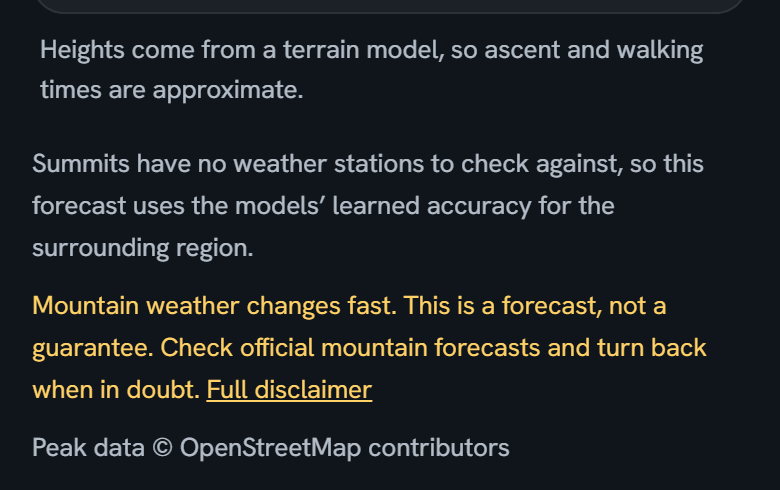 Heights come from a terrain model, so ascent and walking
times are approximate.
Summits have no weather stations to check against, so this
forecast uses the models’ learned accuracy for the
surrounding region.
Mountain weather changes fast. This is a forecast, not a
guarantee. Check official mountain forecasts and turn back
when in doubt. Full disclaimer
Peak data © OpenStreetMap contributors